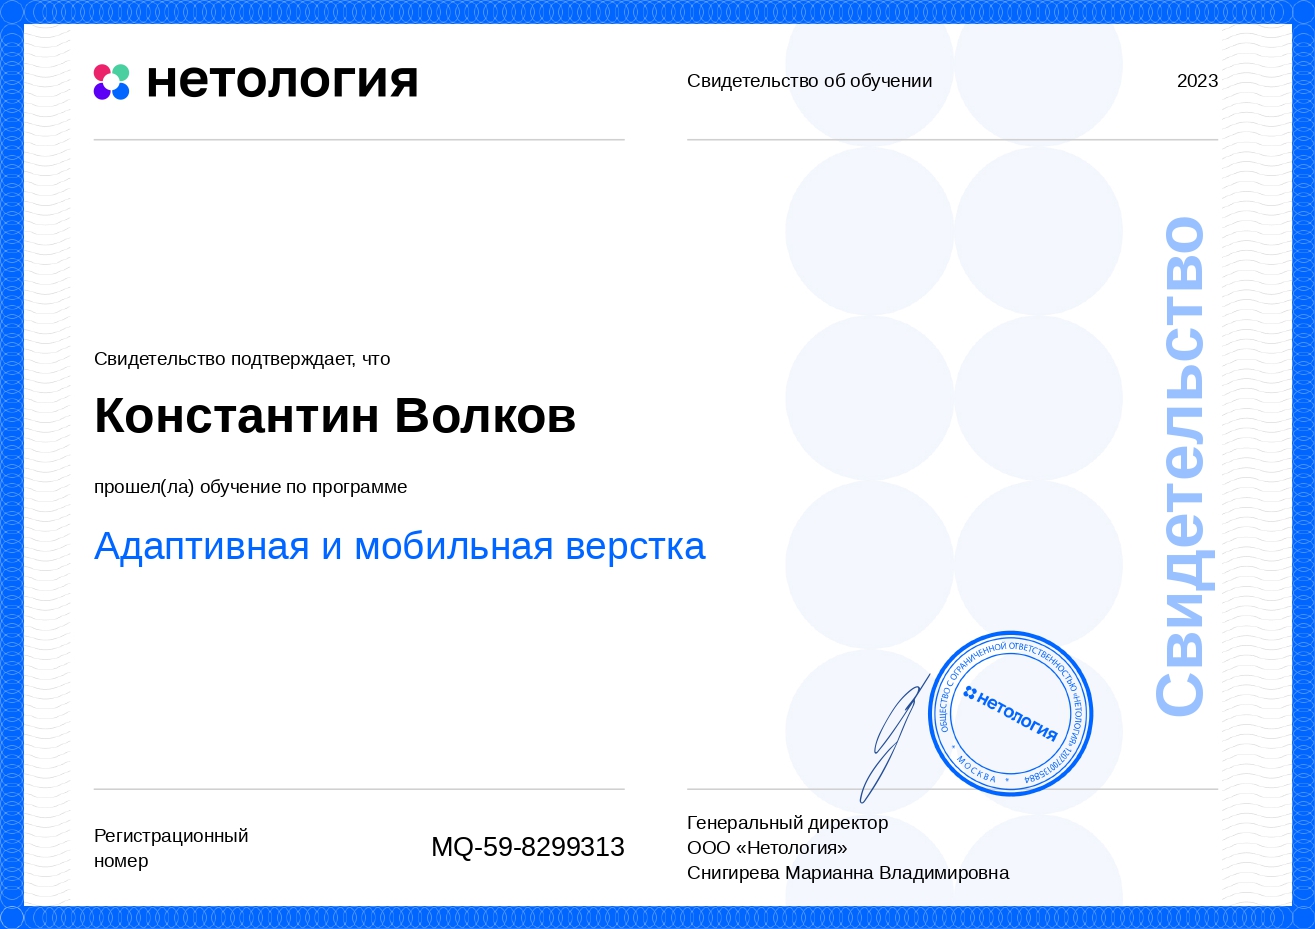 нетология
Свидетельство об обучении
2023
Свидетельство подтверждает, что
Константин Волков
прошел(ла) обучение по программе
Адаптивная и мобильная верстка
Свидетельство
ОБЩЕСТВО С ОГРАНИЧЕННОЙ ОТВЕТСТВЕННОСТЬЮ «НЕТОЛОГИЯ» 1207700135884
* МОСКВА *
нетология
Регистрационный
номер
MQ-59-8299313
Генеральный директор
ООО «Нетология»
Снигирева Марианна Владимировна